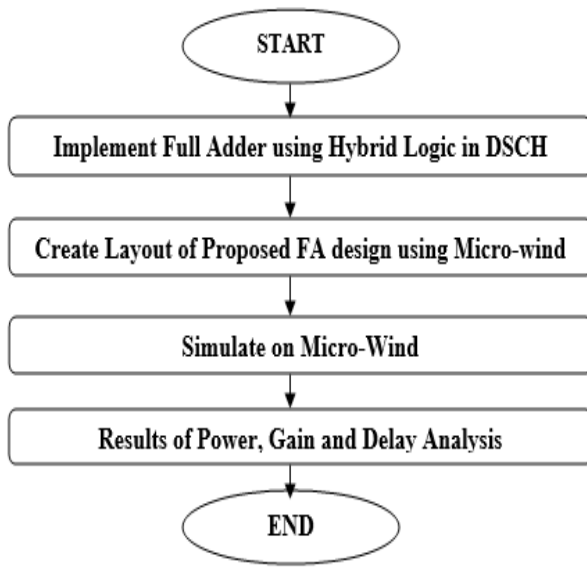 START
Implement Full Adder using Hybrid Logic in DSCH
Create Layout of Proposed FA design using Micro-wind
Simulate on Micro-Wind
Results of Power, Gain and Delay Analysis
END